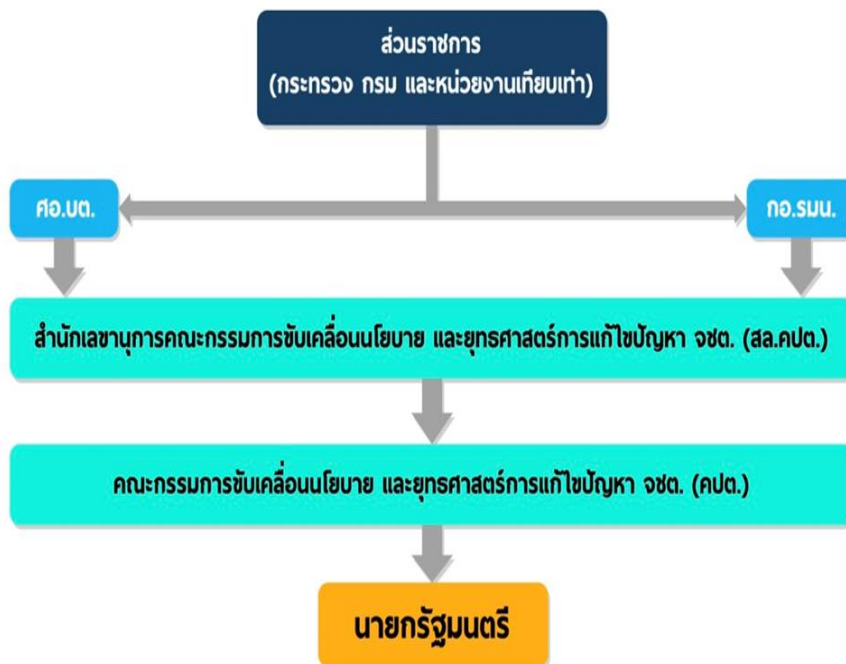 ส่วนราชการ
(กระทรวง กรม และหน่วยงานเทียบเท่า)
ศอ.บต.
กอ.รมน.
สำนักเลขานุการคณะกรรมการขับเคลื่อนนโยบาย และยุทธศาสตร์การแก้ไขปัญหา จชต. (สล.คปต.)
คณะกรรมการขับเคลื่อนนโยบาย และยุทธศาสตร์การแก้ไขปัญหา จชต. (คปต.)
นายกรัฐมนตรี